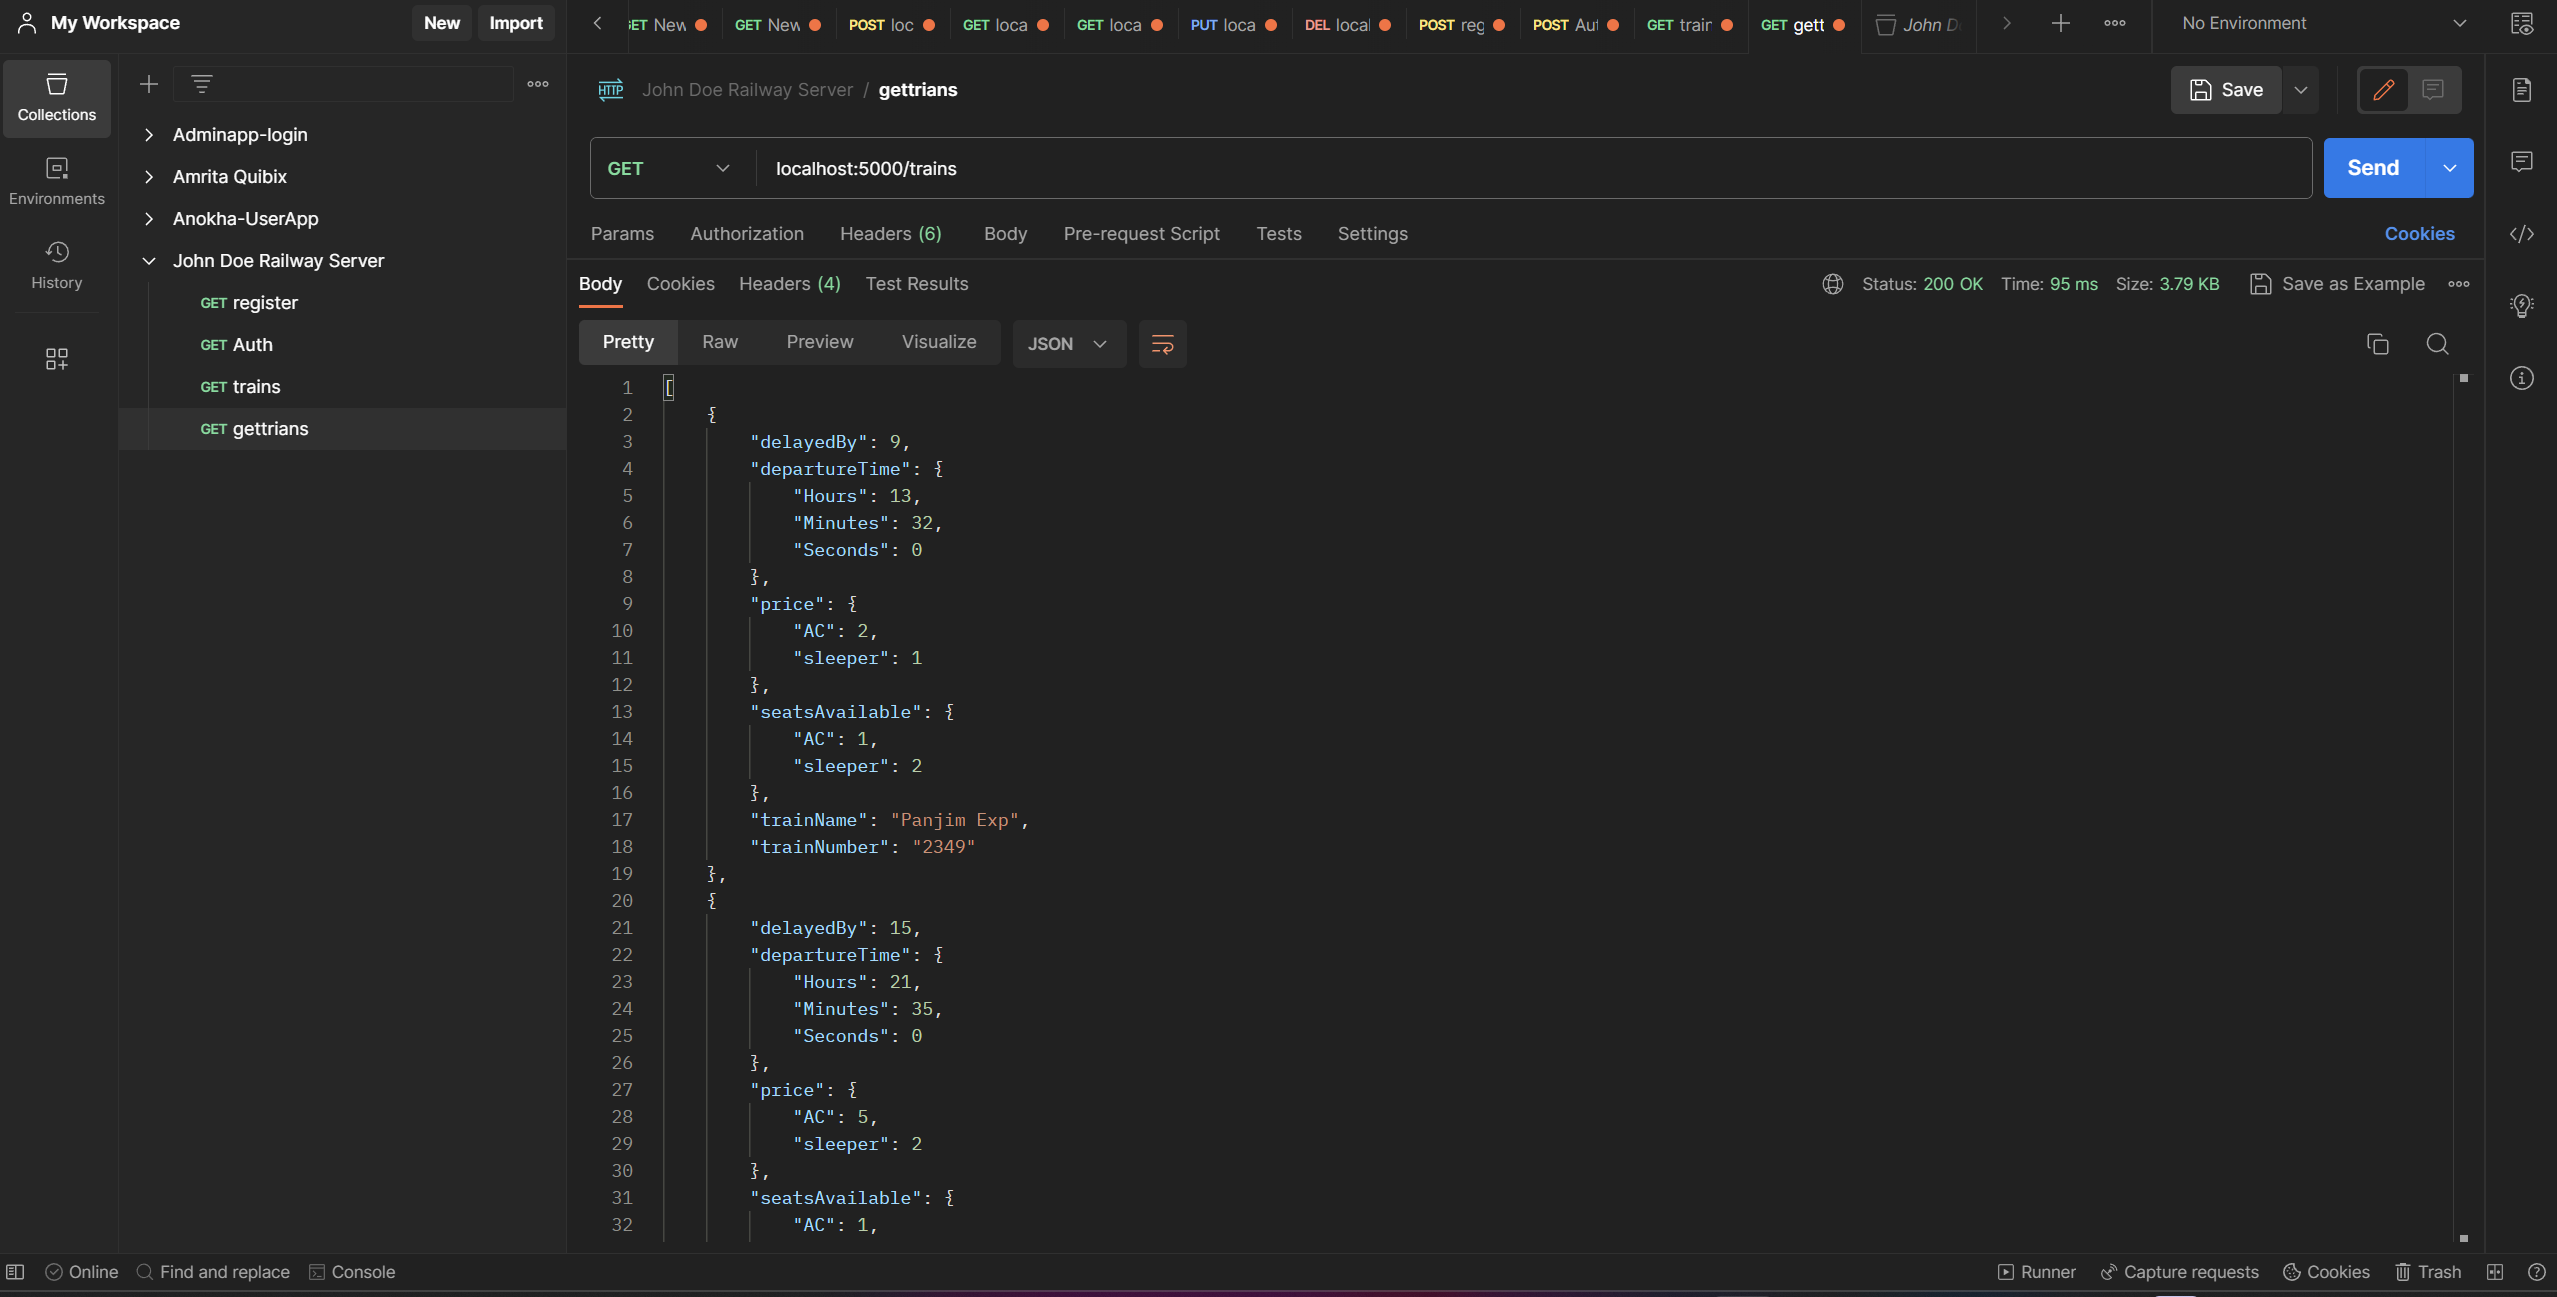 My Workspace New Import
GET New GET New POST loc GET loca GET loca PUT loca DEL local POST reg POST Aut GET train GET gett John D No Environment
Collections
Environments
History
Adminapp-login
Amrita Quibix
Anokha-UserApp
John Doe Railway Server
GET register
GET Auth
GET trains
GET gettrians
HTTP John Doe Railway Server / gettrians Save
GET localhost:5000/trains Send
Params Authorization Headers (6) Body Pre-request Script Tests Settings Cookies
Body Cookies Headers (4) Test Results Status: 200 OK Time: 95 ms Size: 3.79 KB Save as Example
Pretty Raw Preview Visualize JSON
1 [
2 {
3 "delayedBy": 9,
4 "departureTime": {
5 "Hours": 13,
6 "Minutes": 32,
7 "Seconds": 0
8 },
9 "price": {
10 "AC": 2,
11 "sleeper": 1
12 },
13 "seatsAvailable": {
14 "AC": 1,
15 "sleeper": 2
16 },
17 "trainName": "Panjim Exp",
18 "trainNumber": "2349"
19 },
20 {
21 "delayedBy": 15,
22 "departureTime": {
23 "Hours": 21,
24 "Minutes": 35,
25 "Seconds": 0
26 },
27 "price": {
28 "AC": 5,
29 "sleeper": 2
30 },
31 "seatsAvailable": {
32 "AC": 1,
Online Find and replace Console Runner Capture requests Cookies Trash